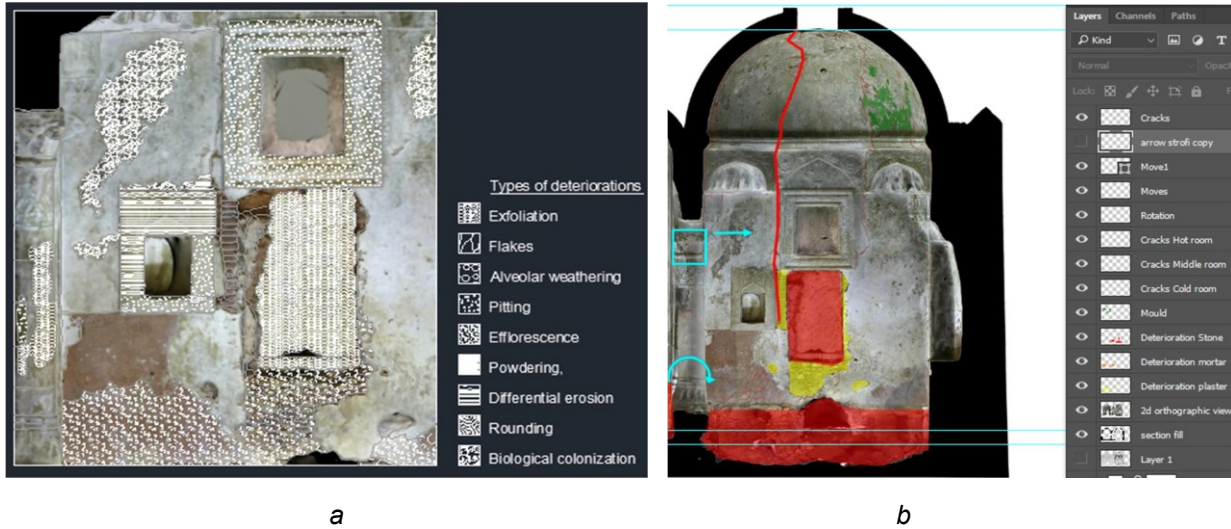 Types of deteriorations
Exfoliation
Flakes
Alveolar weathering
Pitting
Efflorescence
Powdering,
Differential erosion
Rounding
Biological colonization
a
Layers Channels Paths
Kind T
Normal
Lock:
Cracks
arrow strofi copy
Move1
Moves
Rotation
Cracks Hot room
Cracks Middle room
Cracks Cold room
Mould
Deterioration Stone
Deterioration mortar
Deterioration plaster
2d orthographic view
section fill
Layer 1
b